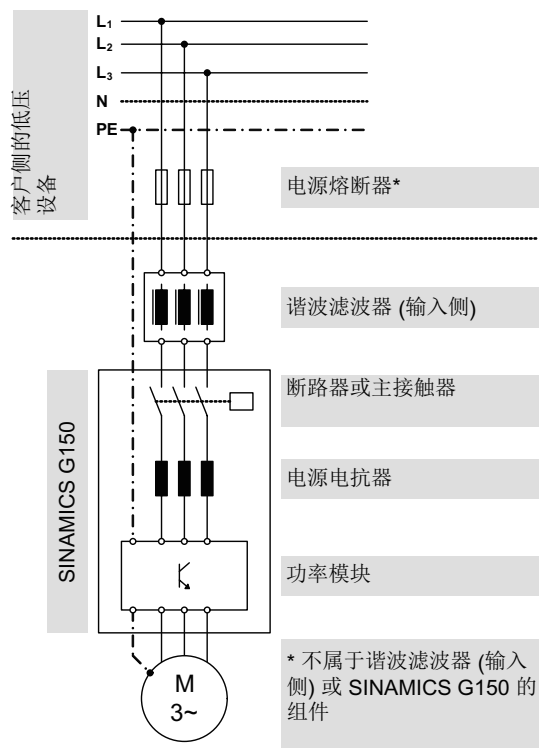 L₁
L₂
L₃
N
PE
客户侧的低压
设备
电源熔断器*
谐波滤波器 (输入侧)
断路器或主接触器
SINAMICS G150
电源电抗器
功率模块
M
3~
* 不属于谐波滤波器 (输入
侧) 或 SINAMICS G150 的
组件